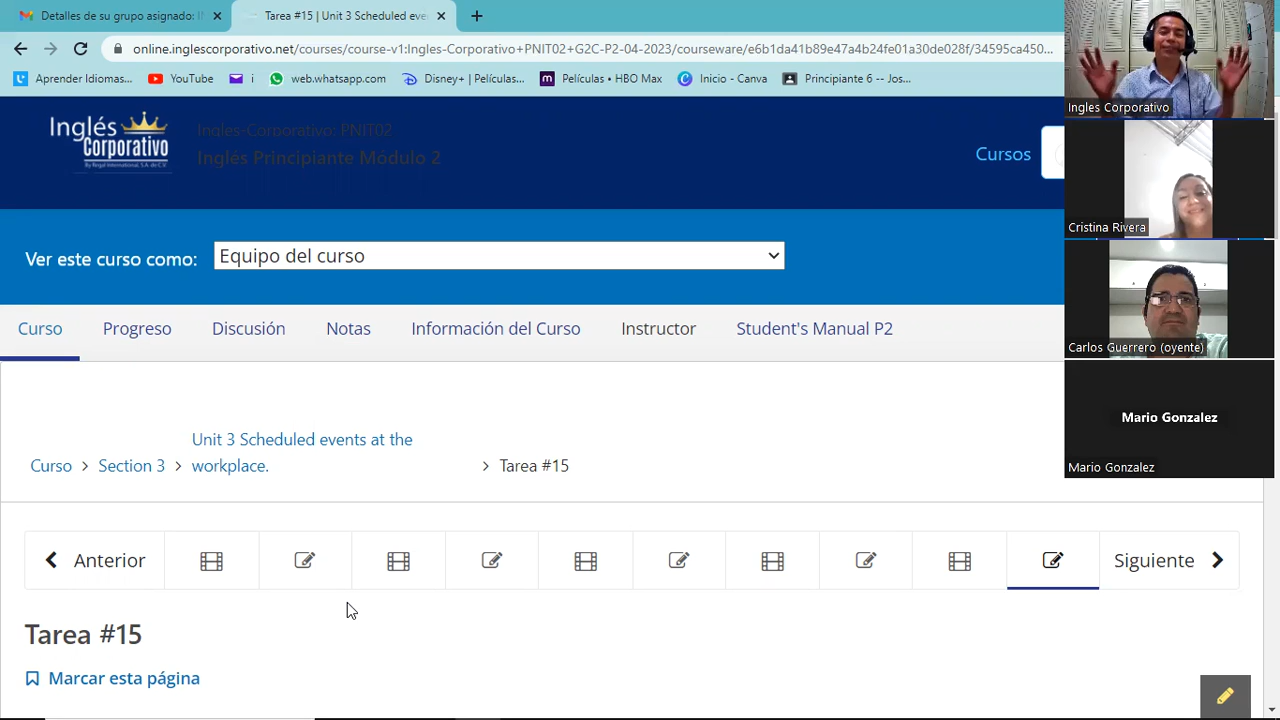 Detalles de su grupo asignado: I
Tarea #15 | Unit 3 Scheduled eve
online.inglescorporativo.net/courses/course-v1:Ingles-Corporativo+PNIT02+G2C-P2-04-2023/courseware/
Aprender Idiomas...
YouTube
i
web.whatsapp.com
Disney+ | Películas...
Películas • HBO Max
Inicio - Canva
Principiante 6 -- Jos...
Inglés
Corporativo
By Regal International, S.A. de C.V.
Ingles-Corporativo: PNIT02
Inglés Principiante Módulo 2
Cursos
Ver este curso como:
Equipo del curso
Curso
Progreso
Discusión
Notas
Información del Curso
Instructor
Student's Manual P2
Unit 3 Scheduled events at the
Curso > Section 3 > workplace. > Tarea #15
Anterior
Siguiente
Tarea #15
Marcar esta página
Ingles Corporativo
Cristina Rivera
Carlos Guerrero (oyente)
Mario Gonzalez
Mario Gonzalez